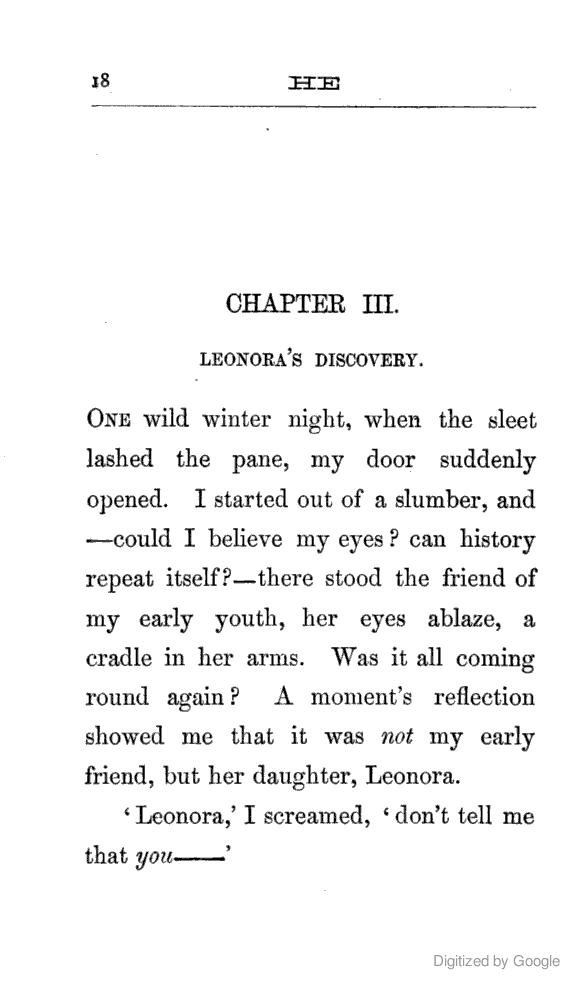 18
HE
CHAPTER III.
LEONORA'S DISCOVERY.
ONE wild winter night, when the sleet
lashed the pane, my door suddenly
opened. I started out of a slumber, and
—could I believe my eyes? can history
repeat itself?—there stood the friend of
my early youth, her eyes ablaze, a
cradle in her arms. Was it all coming
round again? A moment's reflection
showed me that it was not my early
friend, but her daughter, Leonora.
‘Leonora,’ I screamed, ‘don't tell me
that you——’
Digitized by Google